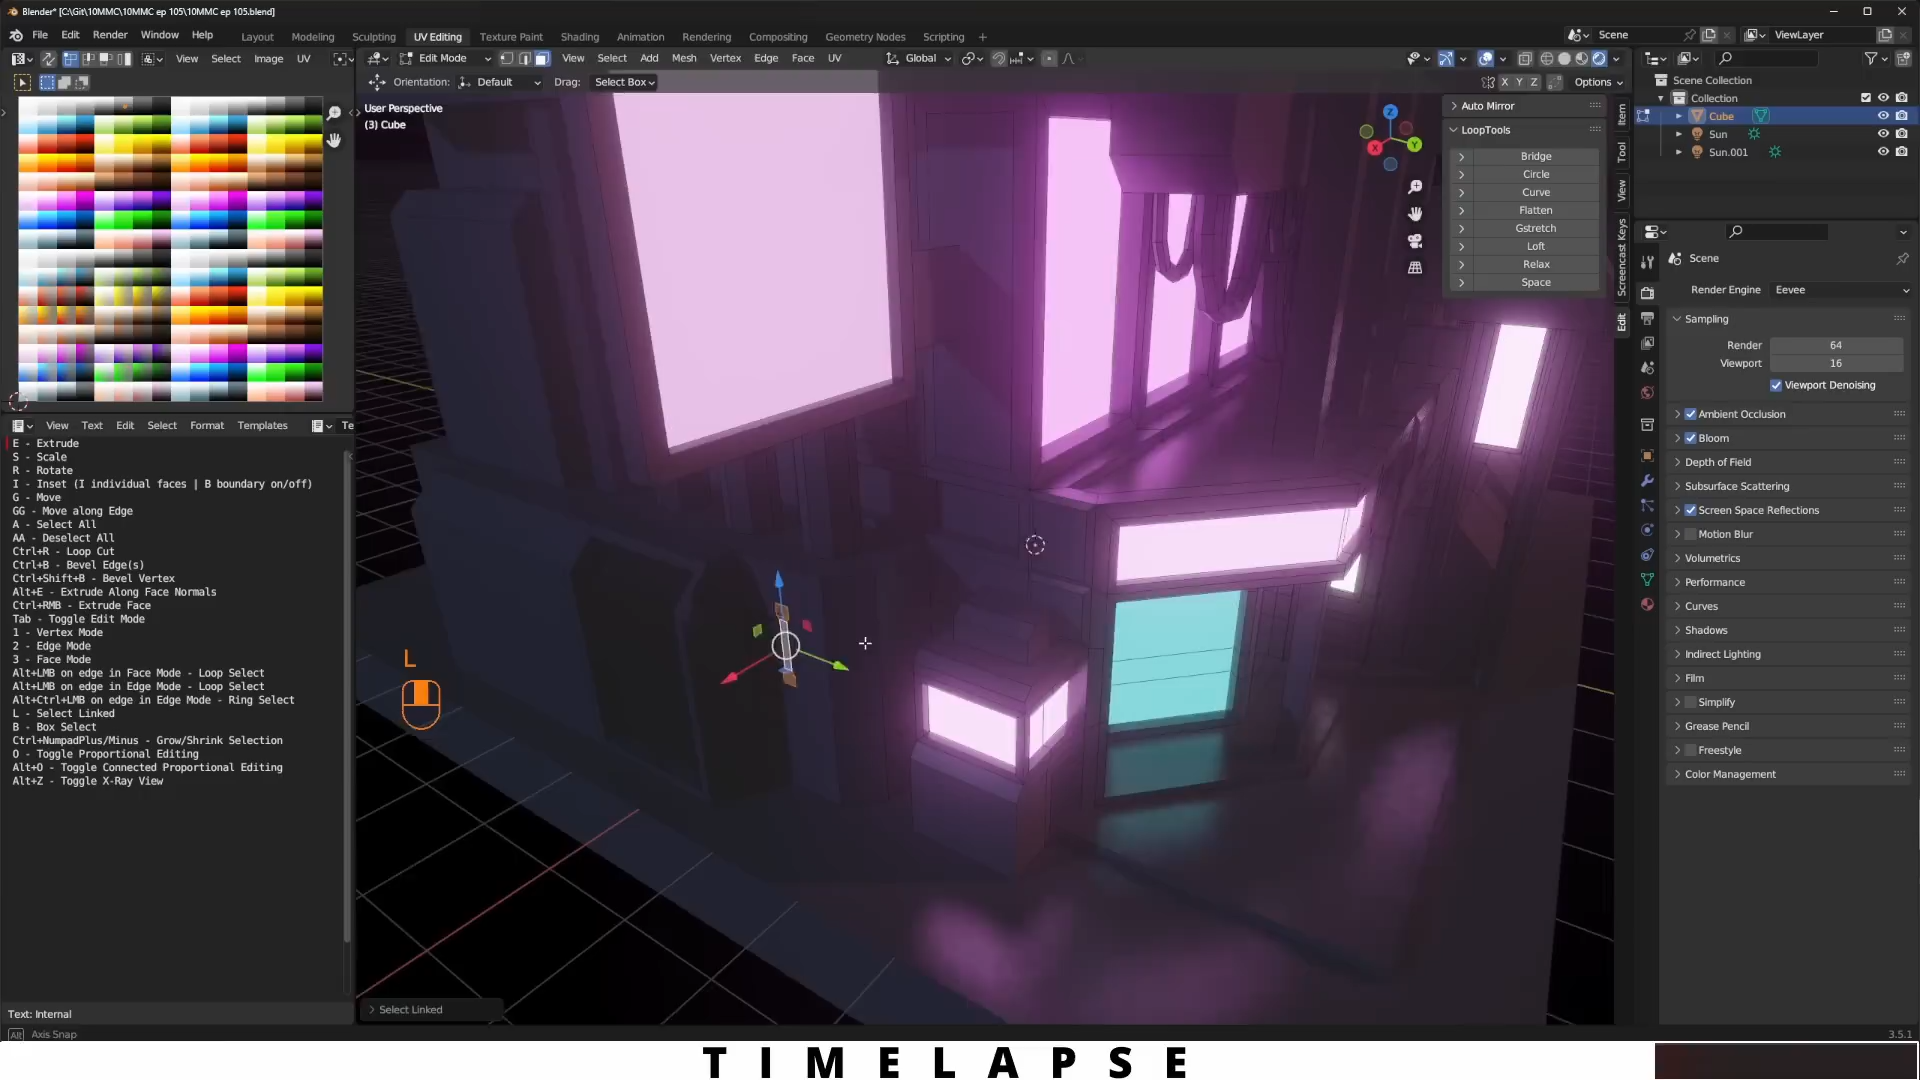 Blender* [C:\Git\10MMC\10MMC ep 105\10MMC ep 105.blend]
File Edit Render Window Help Layout Modeling Sculpting UV Editing Texture Paint Shading Animation Rendering Compositing Geometry Nodes Scripting + Scene ViewLayer
View Select Image UV Edit Mode View Select Add Mesh Vertex Edge Face UV Global
Orientation: Default Drag: Select Box X Y Z Options
User Perspective
(3) Cube
Z
Y
X
Auto Mirror
LoopTools
Bridge
Circle
Curve
Flatten
Gstretch
Loft
Relax
Space
Item
Tool
View
Screencast Keys
Edit
Scene Collection
Collection
Cube
Sun
Sun.001
Scene
Render Engine Eevee
Sampling
Render 64
Viewport 16
Viewport Denoising
Ambient Occlusion
Bloom
Depth of Field
Subsurface Scattering
Screen Space Reflections
Motion Blur
Volumetrics
Performance
Curves
Shadows
Indirect Lighting
Film
Simplify
Grease Pencil
Freestyle
Color Management
View Text Edit Select Format Templates Te
E - Extrude
S - Scale
R - Rotate
I - Inset (I individual faces | B boundary on/off)
G - Move
GG - Move along Edge
A - Select All
AA - Deselect All
Ctrl+R - Loop Cut
Ctrl+B - Bevel Edge(s)
Ctrl+Shift+B - Bevel Vertex
Alt+E - Extrude Along Face Normals
Ctrl+RMB - Extrude Face
Tab - Toggle Edit Mode
1 - Vertex Mode
2 - Edge Mode
3 - Face Mode
Alt+LMB on edge in Face Mode - Loop Select
Alt+LMB on edge in Edge Mode - Loop Select
Alt+Ctrl+LMB on edge in Edge Mode - Ring Select
L - Select Linked
B - Box Select
Ctrl+NumpadPlus/Minus - Grow/Shrink Selection
O - Toggle Proportional Editing
Alt+O - Toggle Connected Proportional Editing
Alt+Z - Toggle X-Ray View
L
Select Linked
Text: Internal
Alt Axis Snap
3.5.1
TIMELAPSE